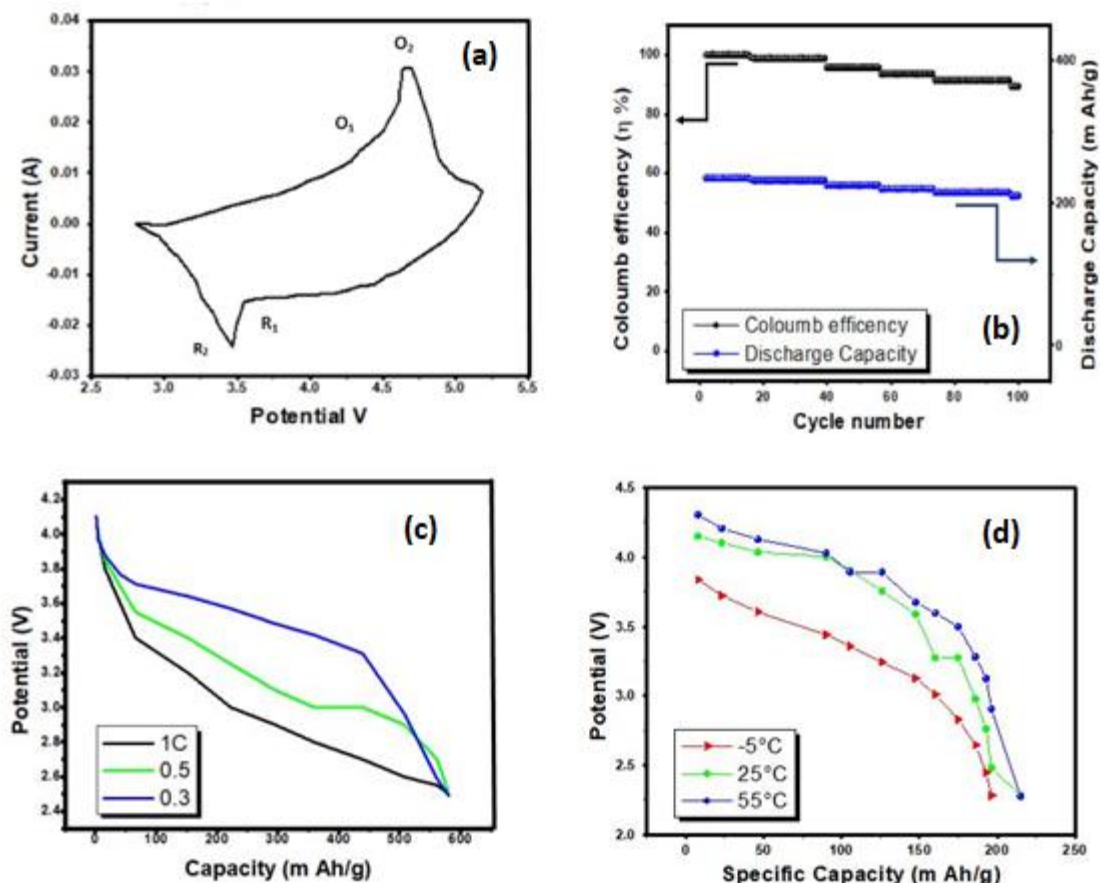 (a)
0.04
0.03
0.02
0.01
0.00
-0.01
-0.02
-0.03
Current (A)
O₂
O₁
R₁
R₂
2.5 3.0 3.5 4.0 4.5 5.0 5.5
Potential V
(b)
100
80
60
40
20
0
Coloumb efficency (η %)
400
200
0
Discharge Capacity (m Ah/g)
Coloumb efficency
Discharge Capacity
0 20 40 60 80 100
Cycle number
(c)
4.2
4.0
3.8
3.6
3.4
3.2
3.0
2.8
2.6
2.4
Potential (V)
1C
0.5
0.3
0 100 200 300 400 500 600
Capacity (m Ah/g)
(d)
4.5
4.0
3.5
3.0
2.5
2.0
Potential (V)
-5°C
25°C
55°C
0 50 100 150 200 250
Specific Capacity (m Ah/g)